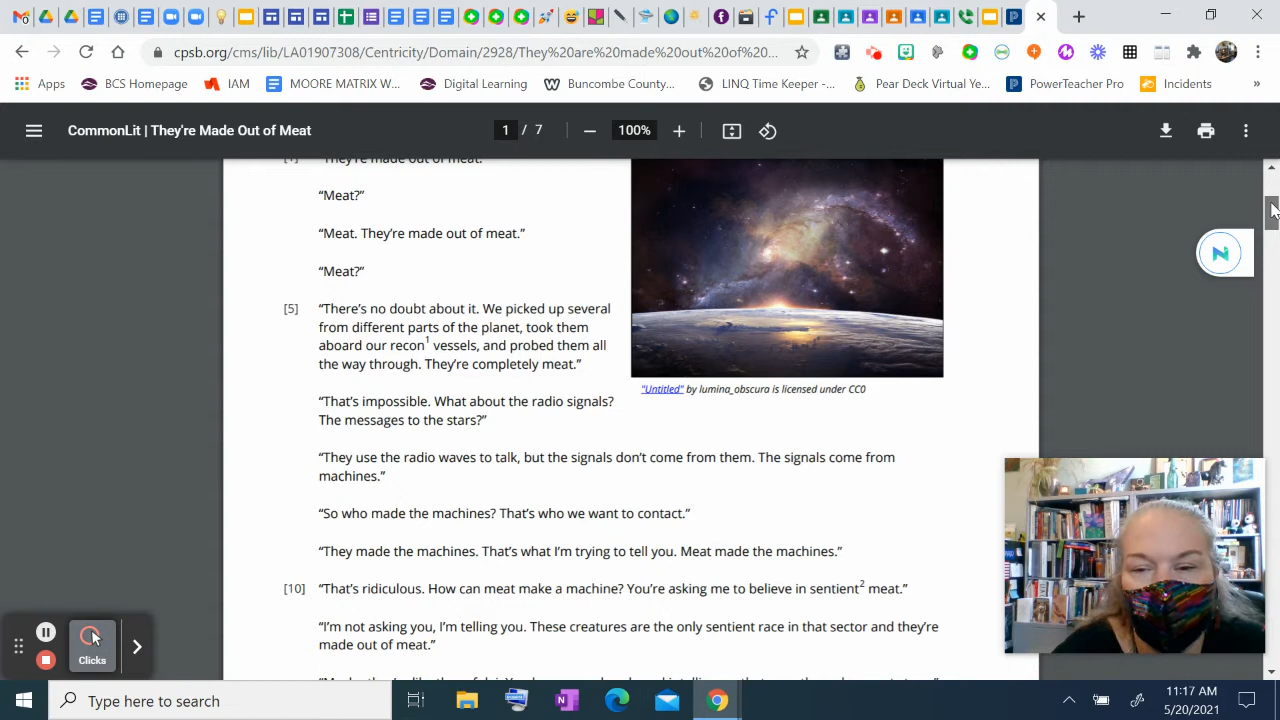 cpsb.org/cms/lib/LA01907308/Centricity/Domain/2928/They%20are%20made%20out%20of%20...
Apps BCS Homepage IAM MOORE MATRIX W... Digital Learning Buncombe County... LINQ Time Keeper -... Pear Deck Virtual Ye... PowerTeacher Pro Incidents »
CommonLit | They're Made Out of Meat 1 / 7 100%
[1] “They’re made out of meat.”
“Meat?”
“Meat. They’re made out of meat.”
“Meat?”
[5] “There’s no doubt about it. We picked up several
from different parts of the planet, took them
aboard our recon1 vessels, and probed them all
the way through. They’re completely meat.”
"Untitled" by lumina_obscura is licensed under CC0
“That’s impossible. What about the radio signals?
The messages to the stars?”
“They use the radio waves to talk, but the signals don’t come from them. The signals come from
machines.”
“So who made the machines? That’s who we want to contact.”
“They made the machines. That’s what I’m trying to tell you. Meat made the machines.”
[10] “That’s ridiculous. How can meat make a machine? You’re asking me to believe in sentient2 meat.”
“I’m not asking you, I’m telling you. These creatures are the only sentient race in that sector and they’re
made out of meat.”
Clicks
Type here to search
11:17 AM
5/20/2021